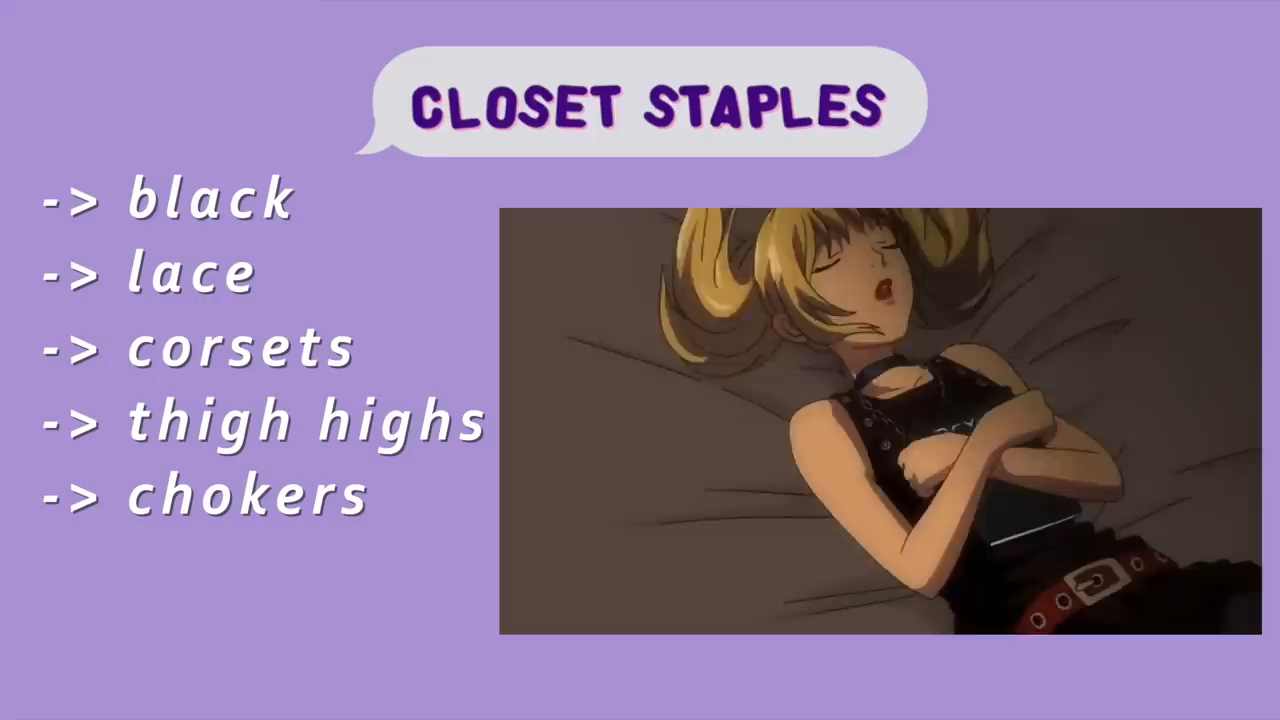 CLOSET STAPLES
-> black
-> lace
-> corsets
-> thigh highs
-> chokers